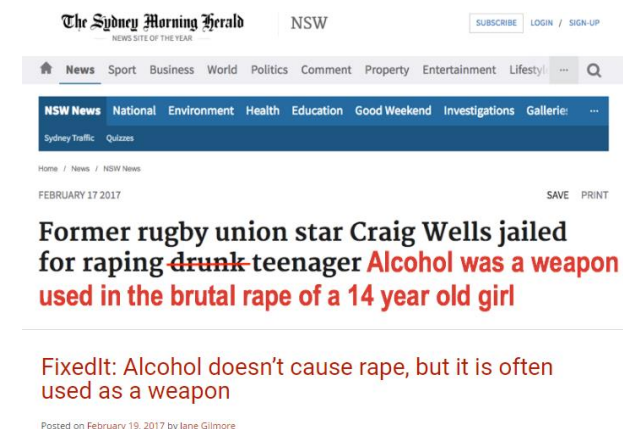 The Sydney Morning Herald
NSW
SUBSCRIBE LOGIN / SIGN-UP
NEWS SITE OF THE YEAR
News Sport Business World Politics Comment Property Entertainment Lifestyl ...
NSW News National Environment Health Education Good Weekend Investigations Galleries ...
Sydney Traffic Quizzes
Home / News / NSW News
FEBRUARY 17 2017
SAVE PRINT
Former rugby union star Craig Wells jailed
for raping drunk teenager Alcohol was a weapon
used in the brutal rape of a 14 year old girl
FixedIt: Alcohol doesn’t cause rape, but it is often
used as a weapon
Posted on February 19, 2017 by Jane Gilmore